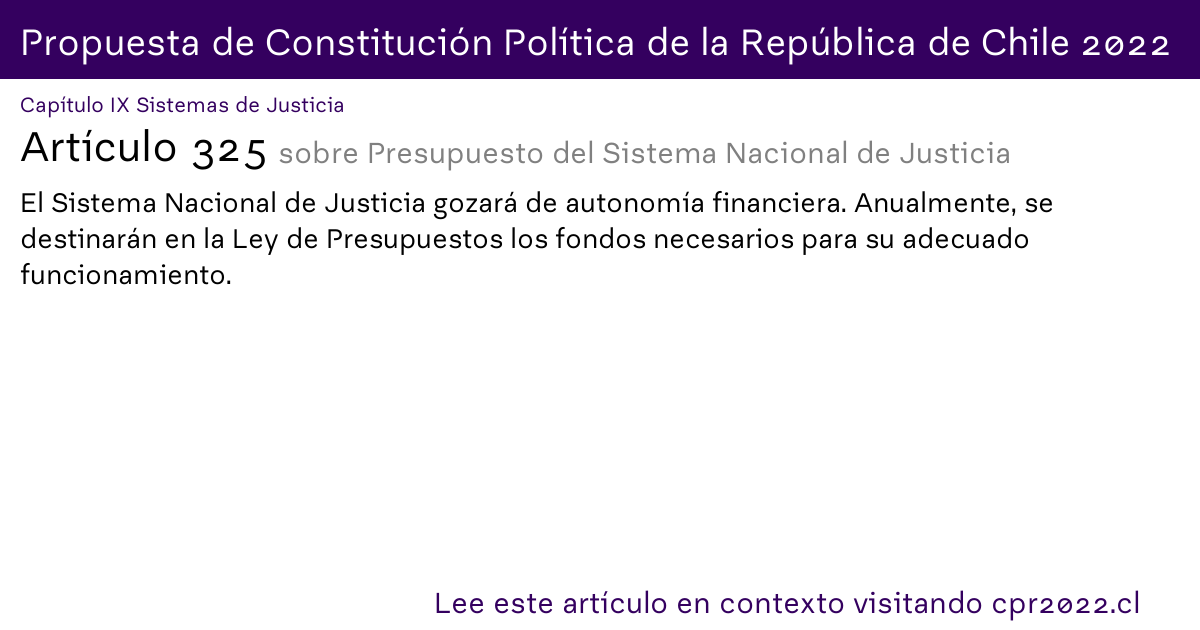 Propuesta de Constitución Política de la República de Chile 2022
Capítulo IX Sistemas de Justicia
Artículo 325 sobre Presupuesto del Sistema Nacional de Justicia
El Sistema Nacional de Justicia gozará de autonomía financiera. Anualmente, se
destinarán en la Ley de Presupuestos los fondos necesarios para su adecuado
funcionamiento.
Lee este artículo en contexto visitando cpr2022.cl